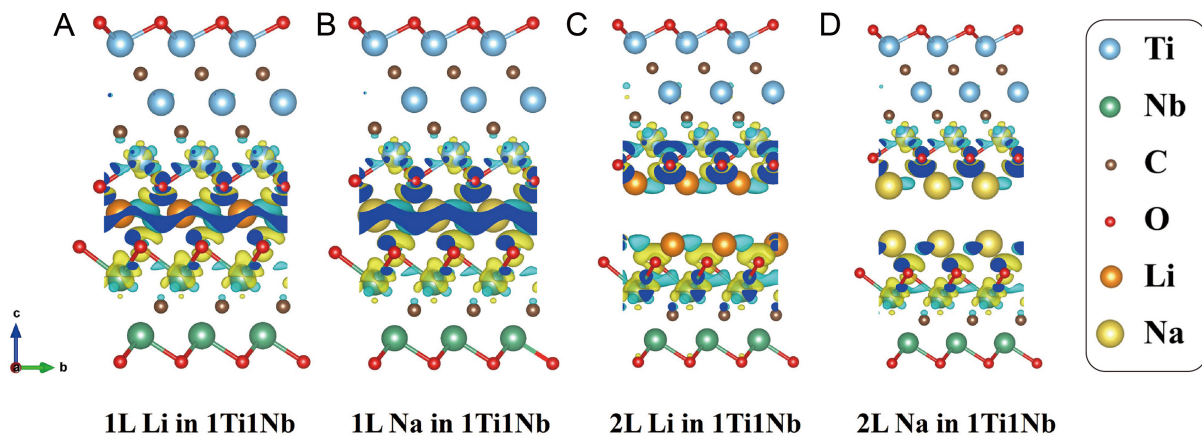 A
B
C
D
Ti
Nb
C
O
Li
Na
c
a
b
1L Li in 1Ti1Nb
1L Na in 1Ti1Nb
2L Li in 1Ti1Nb
2L Na in 1Ti1Nb